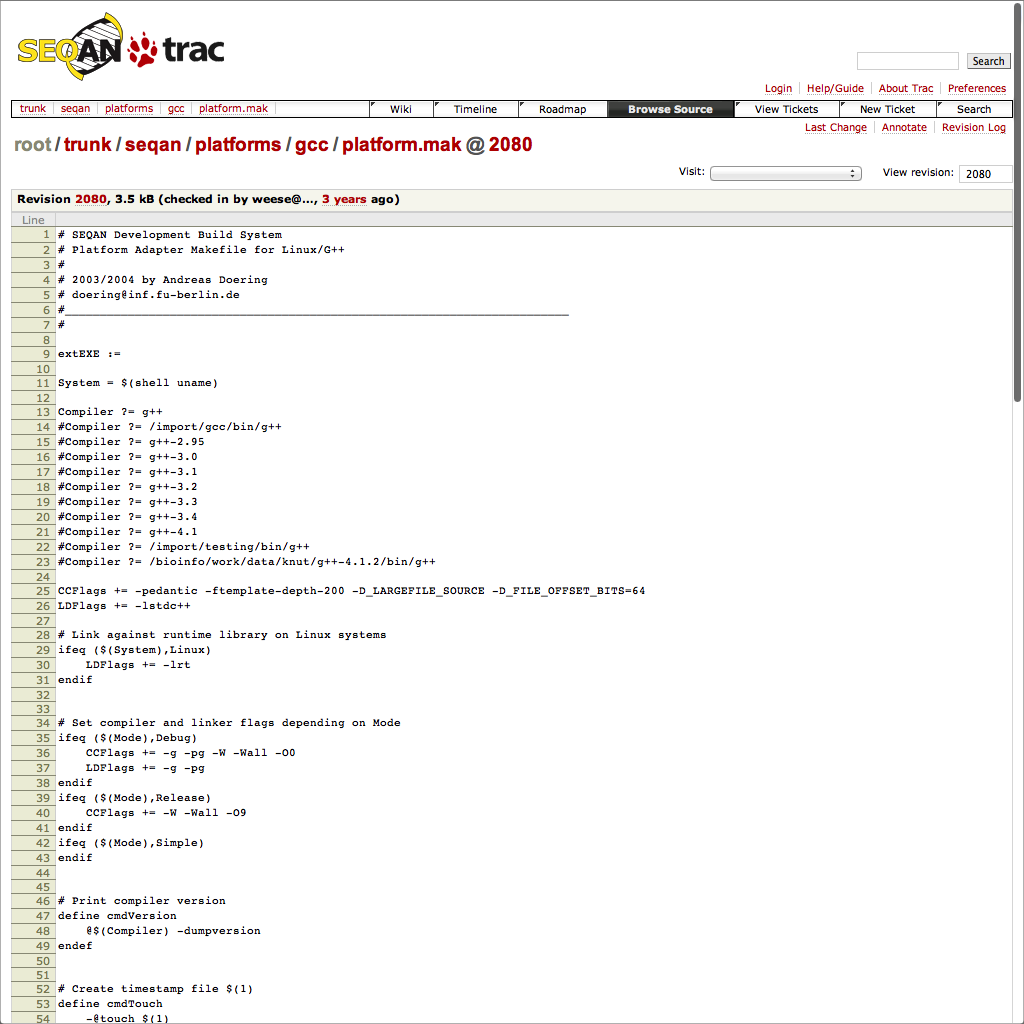 SEQAN trac
Search
Login Help/Guide About Trac Preferences
trunk seqan platforms gcc platform.mak Wiki Timeline Roadmap Browse Source View Tickets New Ticket Search
Last Change Annotate Revision Log
root / trunk / seqan / platforms / gcc / platform.mak @ 2080
Visit: View revision: 2080
Revision 2080, 3.5 kB (checked in by weese@..., 3 years ago)
Line
1 # SEQAN Development Build System
2 # Platform Adapter Makefile for Linux/G++
3 #
4 # 2003/2004 by Andreas Doering
5 # doering@inf.fu-berlin.de
6 #________________________________________________________________________
7 #
8
9 extEXE :=
10
11 System = $(shell uname)
12
13 Compiler ?= g++
14 #Compiler ?= /import/gcc/bin/g++
15 #Compiler ?= g++-2.95
16 #Compiler ?= g++-3.0
17 #Compiler ?= g++-3.1
18 #Compiler ?= g++-3.2
19 #Compiler ?= g++-3.3
20 #Compiler ?= g++-3.4
21 #Compiler ?= g++-4.1
22 #Compiler ?= /import/testing/bin/g++
23 #Compiler ?= /bioinfo/work/data/knut/g++-4.1.2/bin/g++
24
25 CCFlags += -pedantic -ftemplate-depth-200 -D_LARGEFILE_SOURCE -D_FILE_OFFSET_BITS=64
26 LDFlags += -lstdc++
27
28 # Link against runtime library on Linux systems
29 ifeq ($(System),Linux)
30     LDFlags += -lrt
31 endif
32
33
34 # Set compiler and linker flags depending on Mode
35 ifeq ($(Mode),Debug)
36     CCFlags += -g -pg -W -Wall -O0
37     LDFlags += -g -pg
38 endif
39 ifeq ($(Mode),Release)
40     CCFlags += -W -Wall -O9
41 endif
42 ifeq ($(Mode),Simple)
43 endif
44
45
46 # Print compiler version
47 define cmdVersion
48     @$(Compiler) -dumpversion
49 endef
50
51
52 # Create timestamp file $(1)
53 define cmdTouch
54     -@touch $(1)